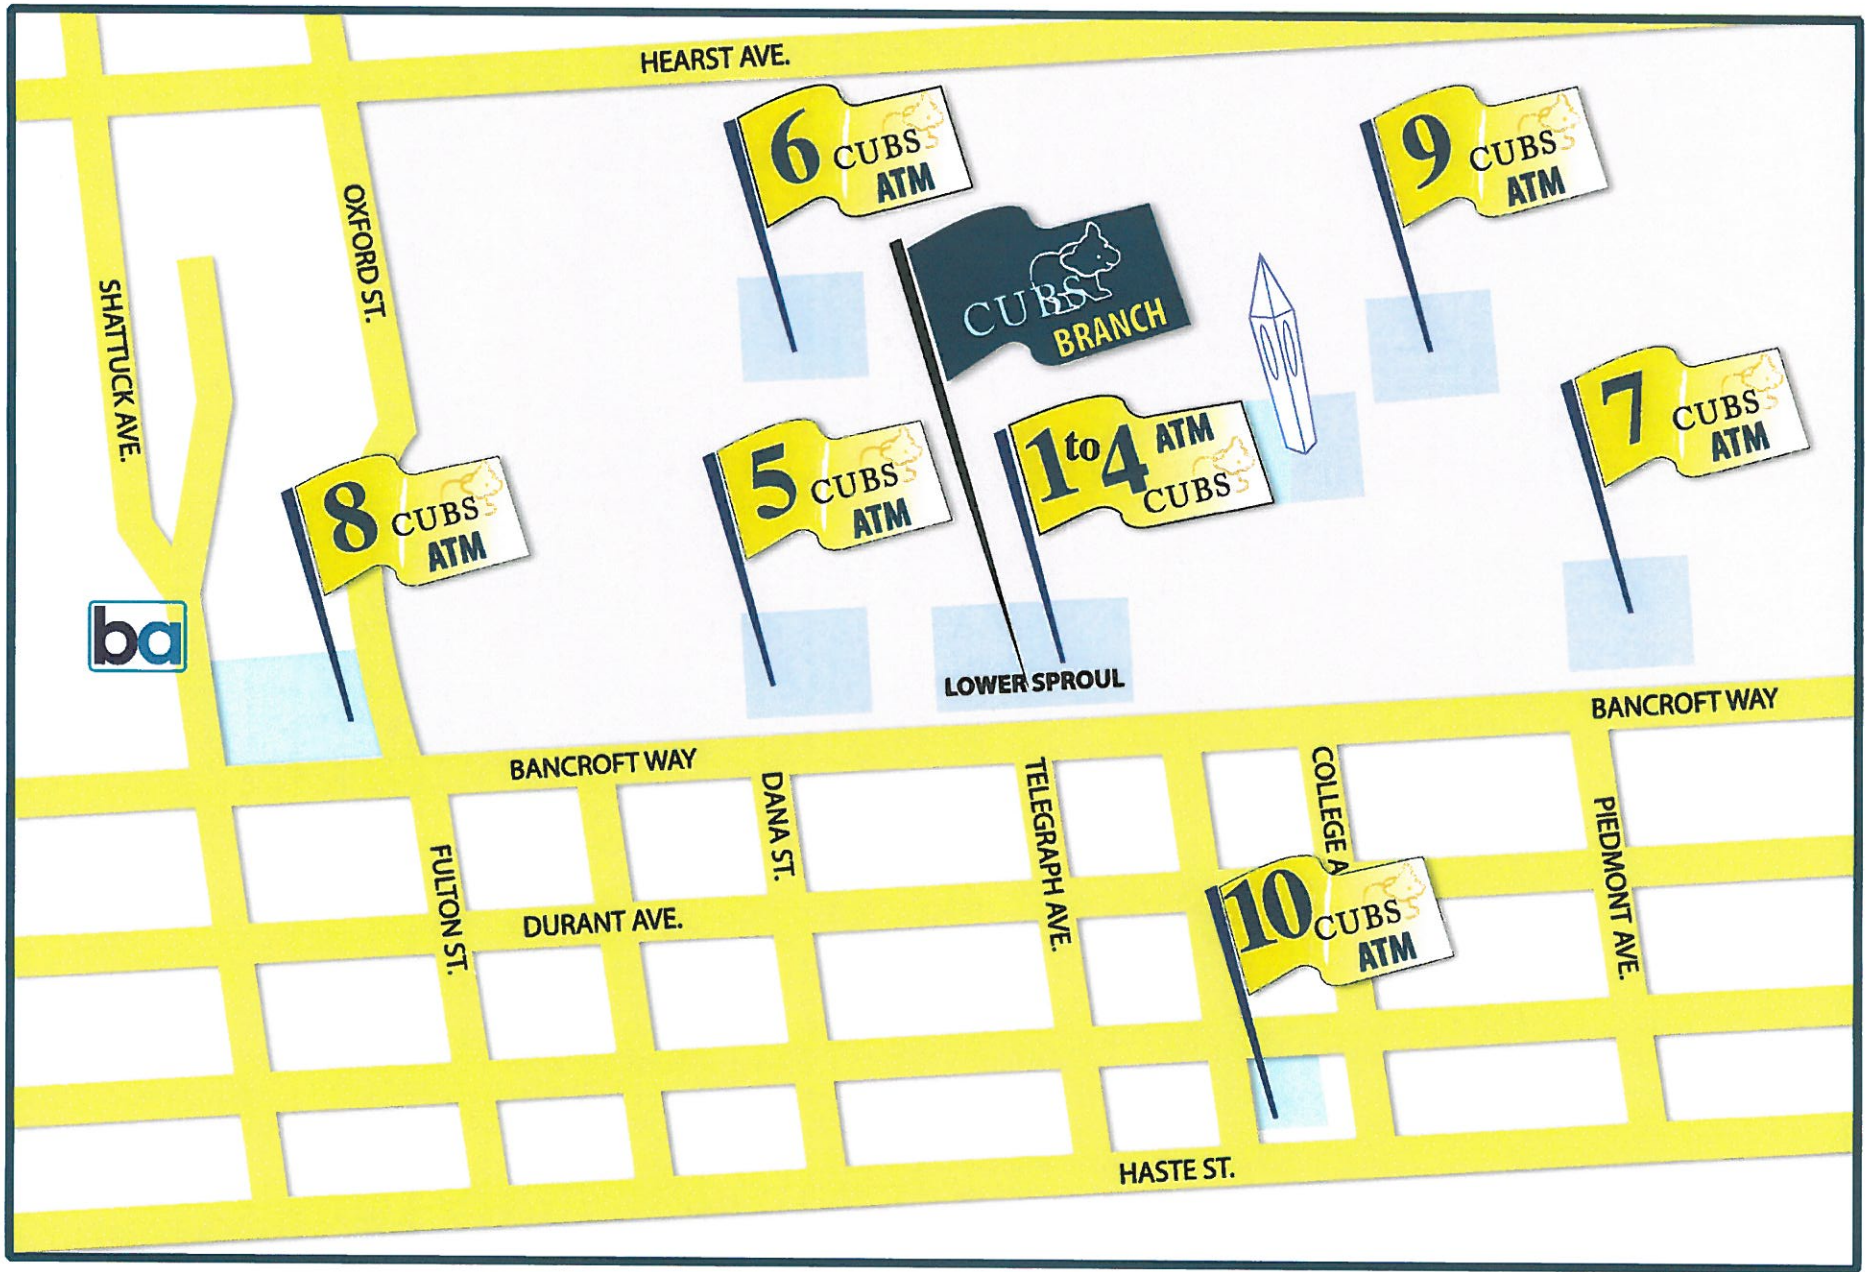 HEARST AVE.
6 CUBS
ATM
9 CUBS
ATM
OXFORD ST.
SHATTUCK AVE.
CUBS
BRANCH
7 CUBS
ATM
1 to 4 ATM
CUBS
5 CUBS
ATM
8 CUBS
ATM
ba
LOWER SPROUL
BANCROFT WAY
BANCROFT WAY
DANA ST.
TELEGRAPH AVE.
COLLEGE A
PIEDMONT AVE.
FULTON ST.
DURANT AVE.
10 CUBS
ATM
HASTE ST.